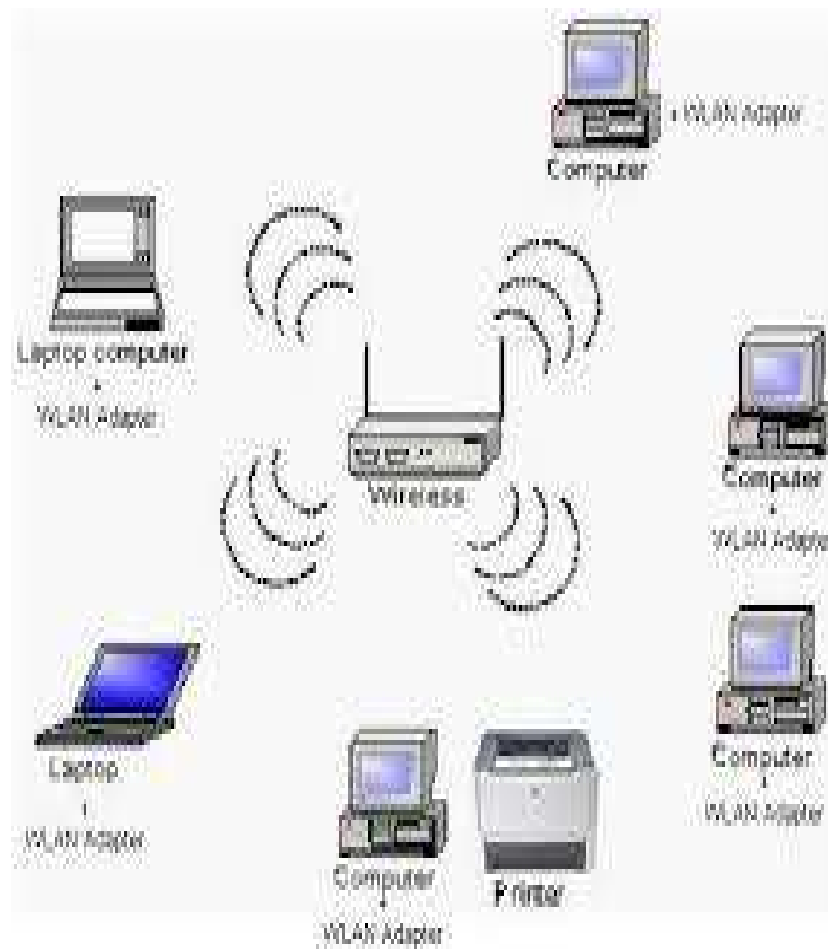 + WLAN Adapter
Computer
Laptop computer
+
WLAN Adapter
Wireless
Computer
+
WLAN Adapter
Laptop
+
WLAN Adapter
Computer
+
WLAN Adapter
Computer
+
WLAN Adapter
Printer